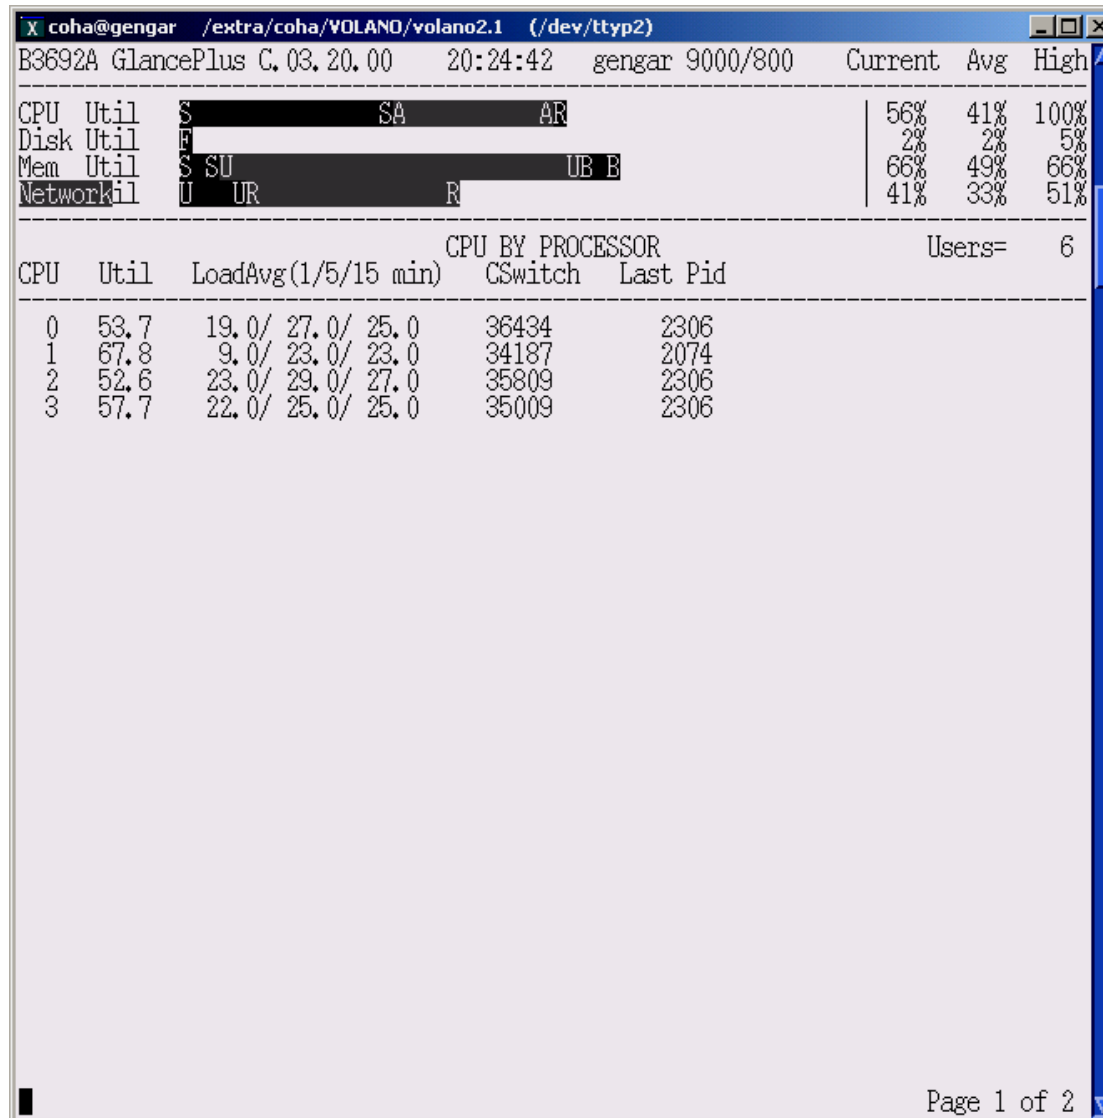 X coha@gengar /extra/coha/VOLANO/volano2.1 (/dev/ttyp2)
B3692A GlancePlus C.03.20.00 20:24:42 gengar 9000/800 Current Avg High
CPU Util S SA AR 56% 41% 100%
Disk Util F 2% 2% 5%
Mem Util S SU UB B 66% 49% 66%
Networkil U UR R 41% 33% 51%
CPU BY PROCESSOR Users= 6
CPU Util LoadAvg(1/5/15 min) CSwitch Last Pid
0 53.7 19.0/ 27.0/ 25.0 36434 2306
1 67.8 9.0/ 23.0/ 23.0 34187 2074
2 52.6 23.0/ 29.0/ 27.0 35809 2306
3 57.7 22.0/ 25.0/ 25.0 35009 2306
Page 1 of 2